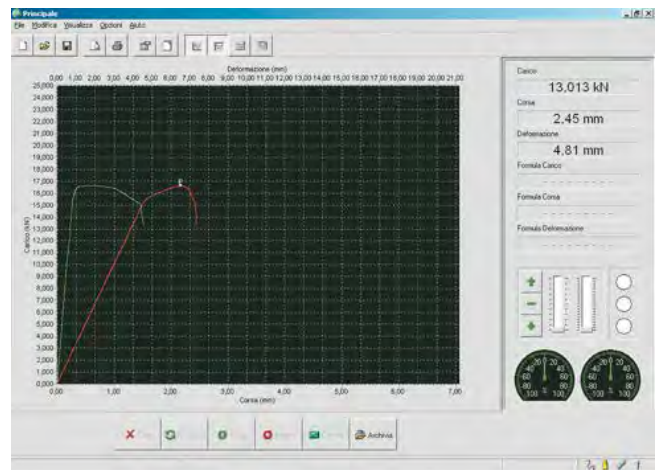 Principale
File Modifica Visualizza Opzioni Aiuto
Deformazione (mm)
0,00 1,00 2,00 3,00 4,00 5,00 6,00 7,00 8,00 9,00 10,00 11,00 12,00 13,00 14,00 15,00 16,00 17,00 18,00 19,00 20,00 21,00
25,000
24,000
23,000
22,000
21,000
20,000
19,000
18,000
17,000
16,000
15,000
14,000
13,000
12,000
11,000
10,000
9,000
8,000
7,000
6,000
5,000
4,000
3,000
2,000
1,000
0,000
Carico (kN)
0,00 1,00 2,00 3,00 4,00 5,00 6,00 7,00
Corsa (mm)
Carico
13,013 kN
Corsa
2,45 mm
Deformazione
4,81 mm
Formula Carico
Formula Corsa
Formula Deformazione
Archivia